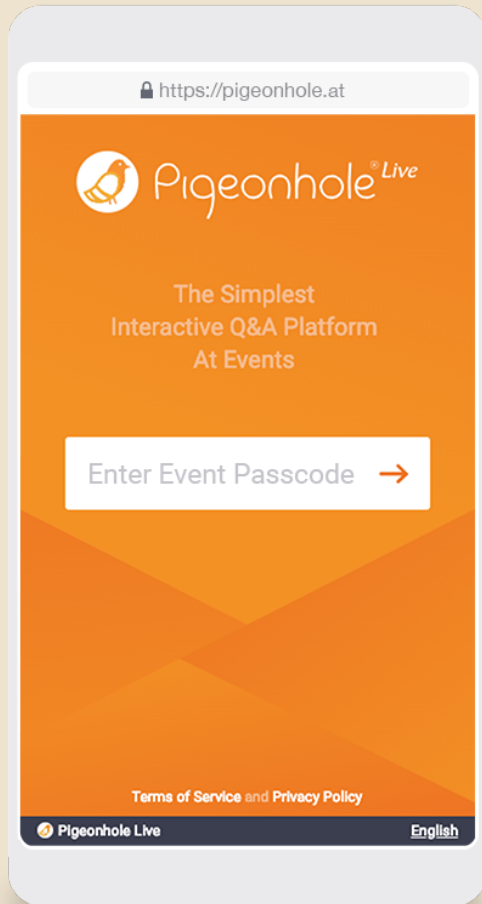 https://pigeonhole.at
Pigeonhole® Live
The Simplest
Interactive Q&A Platform
At Events
Enter Event Passcode →
Terms of Service and Privacy Policy
Pigeonhole Live English